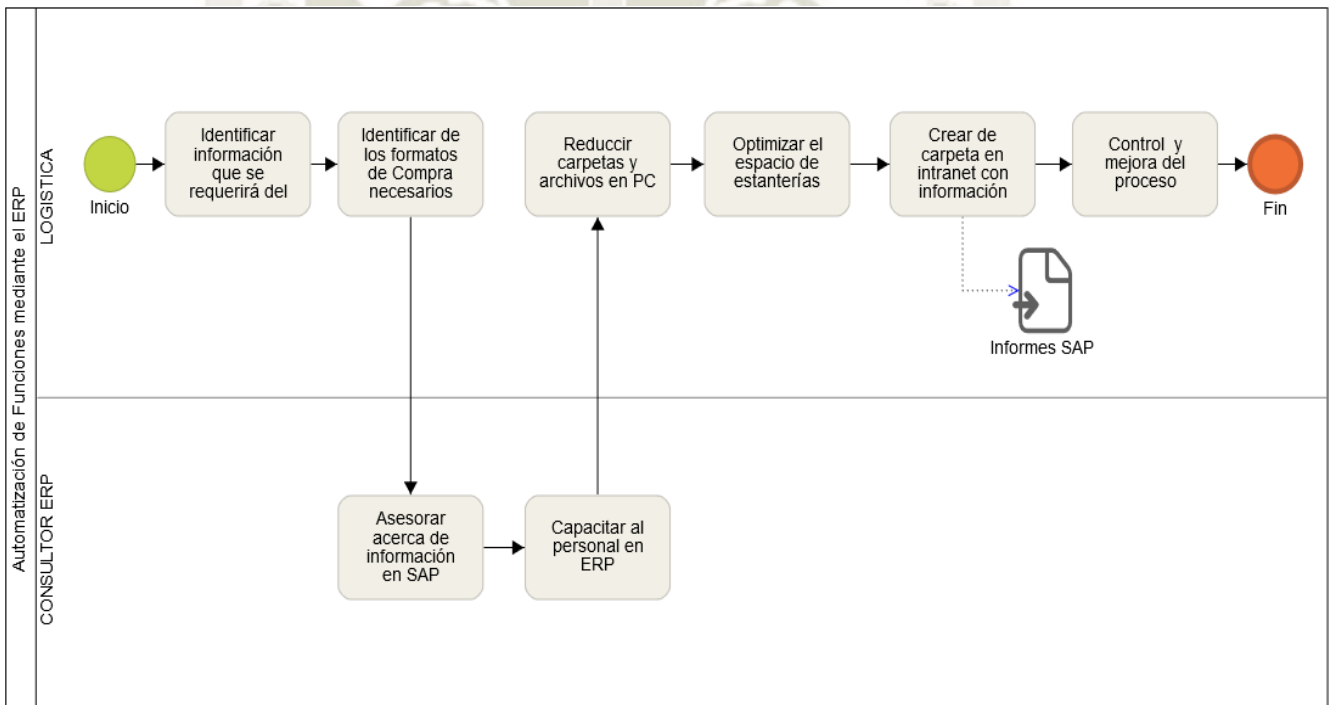 Automatización de Funciones mediante el ERP
LOGISTICA
Inicio
Identificar
información
que se
requerirá del
Identificar de
los formatos
de Compra
necesarios
Reduccir
carpetas y
archivos en PC
Optimizar el
espacio de
estanterías
Crear de
carpeta en
intranet con
información
Control y
mejora del
proceso
Fin
Informes SAP
CONSULTOR ERP
Asesorar
acerca de
información
en SAP
Capacitar al
personal en
ERP